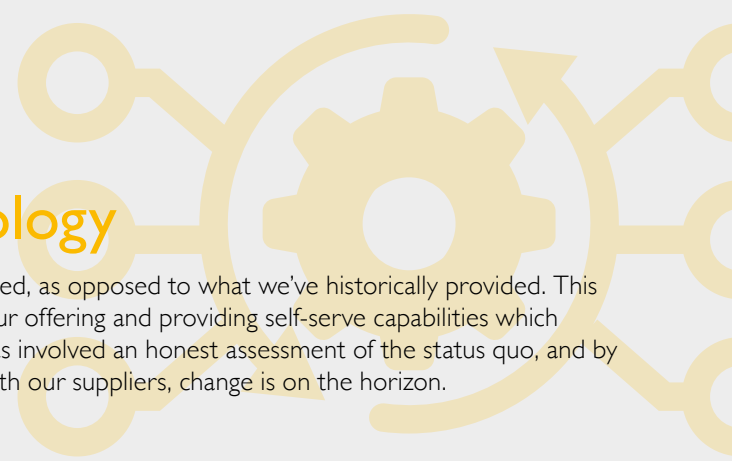 ology
ed, as opposed to what we've historically provided. This
ur offering and providing self-serve capabilities which
s involved an honest assessment of the status quo, and by
th our suppliers, change is on the horizon.